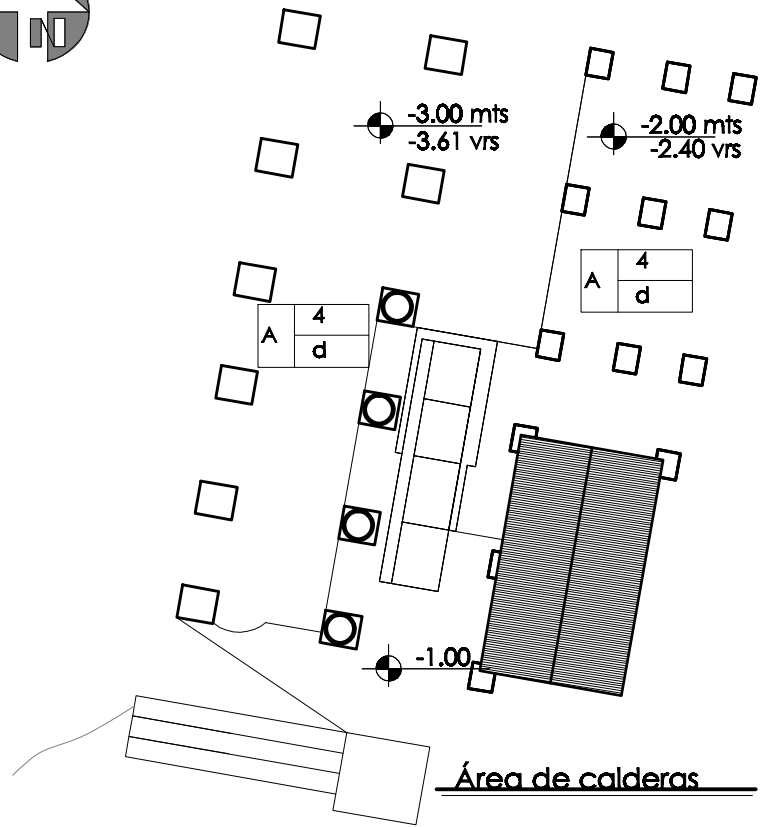 N
-3.00 mts
-3.61 vrs
-2.00 mts
-2.40 vrs
A
4
d
A
4
d
-1.00
Área de calderas